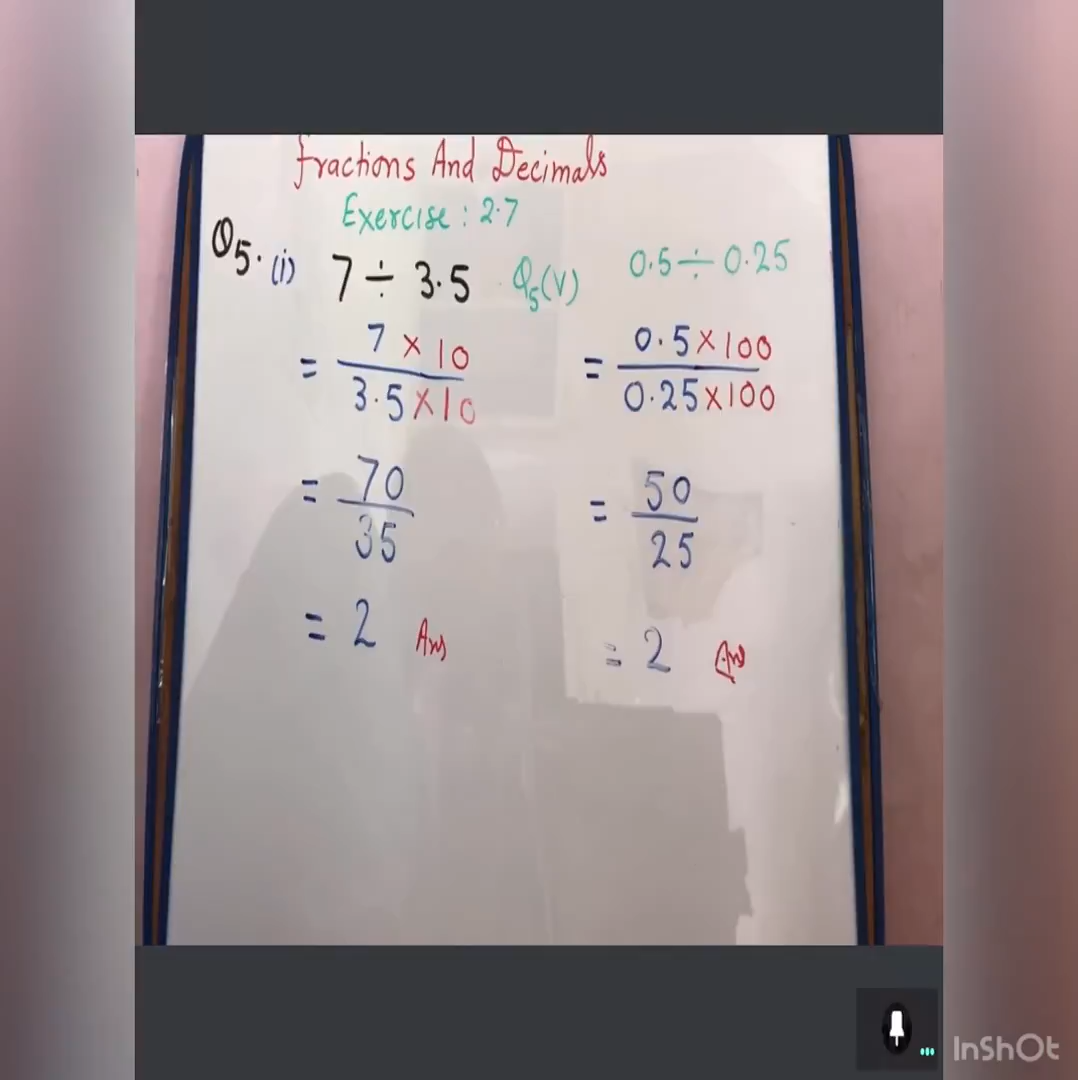 Fractions And Decimals
Exercise : 2.7
Q5. (i) 7 ÷ 3.5
= 7 × 10 / 3.5 × 10
= 70 / 35
= 2 Ans
Q5(V) 0.5 ÷ 0.25
= 0.5 × 100 / 0.25 × 100
= 50 / 25
= 2 Ans
InShOt